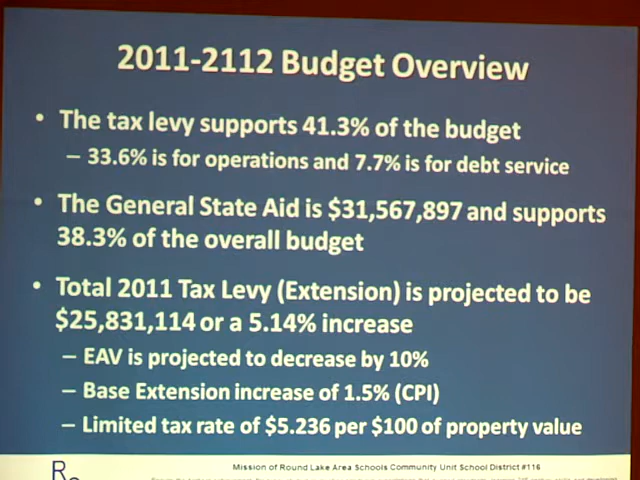 2011-2112 Budget Overview
• The tax levy supports 41.3% of the budget
– 33.6% is for operations and 7.7% is for debt service
• The General State Aid is $31,567,897 and supports
38.3% of the overall budget
• Total 2011 Tax Levy (Extension) is projected to be
$25,831,114 or a 5.14% increase
– EAV is projected to decrease by 10%
– Base Extension increase of 1.5% (CPI)
– Limited tax rate of $5.236 per $100 of property value
Mission of Round Lake Area Schools Community Unit School District #116
R